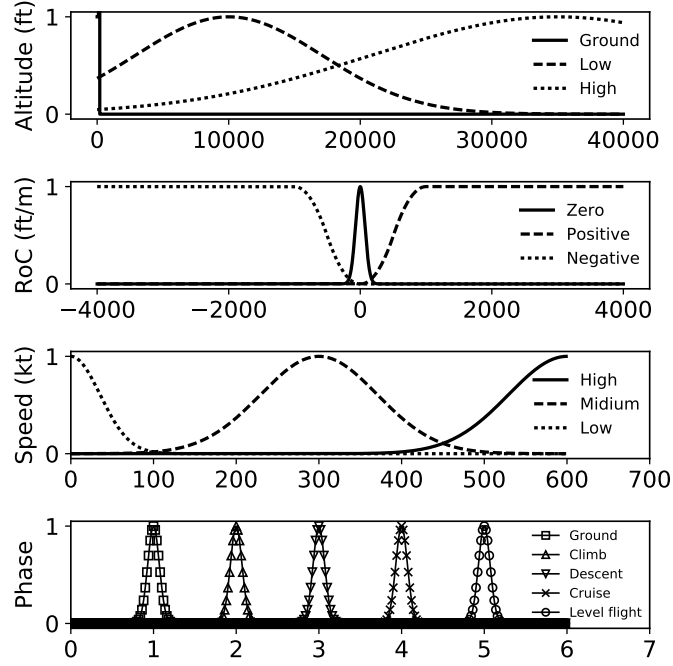 Altitude (ft)
1
0
Ground
Low
High
0 10000 20000 30000 40000
RoC (ft/m)
1
0
Zero
Positive
Negative
−4000 −2000 0 2000 4000
Speed (kt)
1
0
High
Midium
Low
0 100 200 300 400 500 600 700
Phase
1
0
Ground
Climb
Descent
Cruise
Level flight
0 1 2 3 4 5 6 7